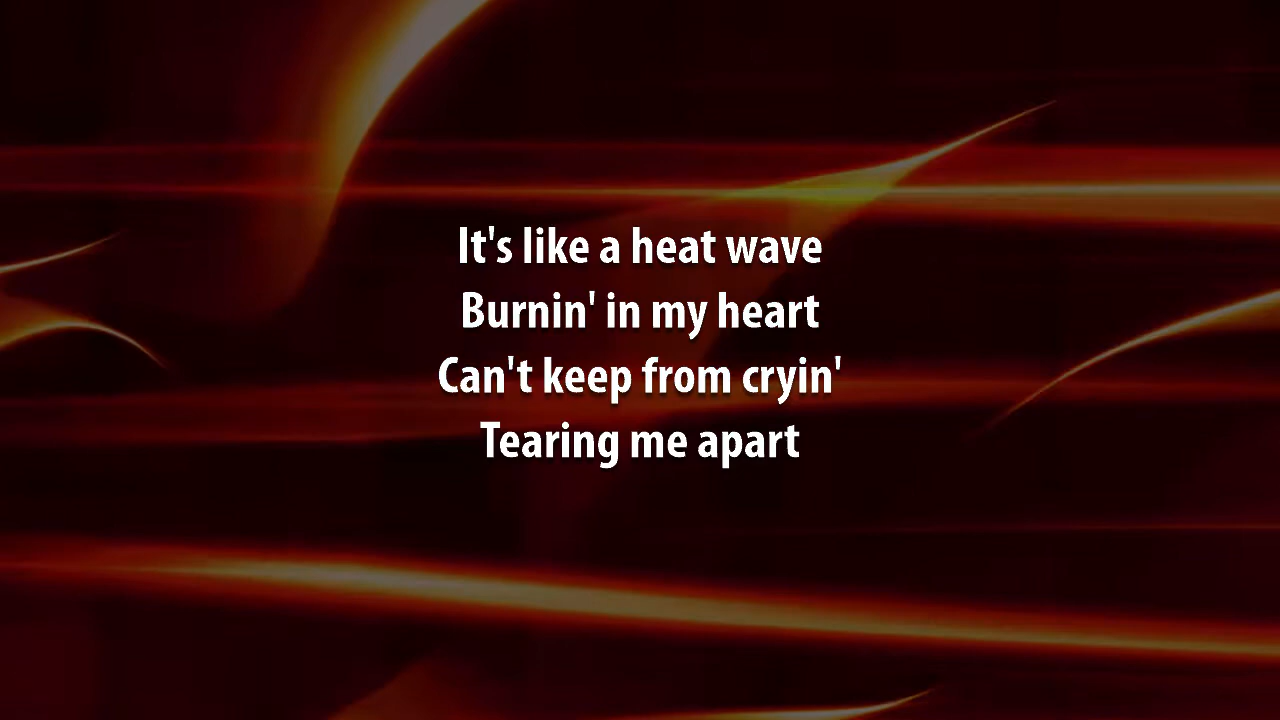 It's like a heat wave
Burnin' in my heart
Can't keep from cryin'
Tearing me apart